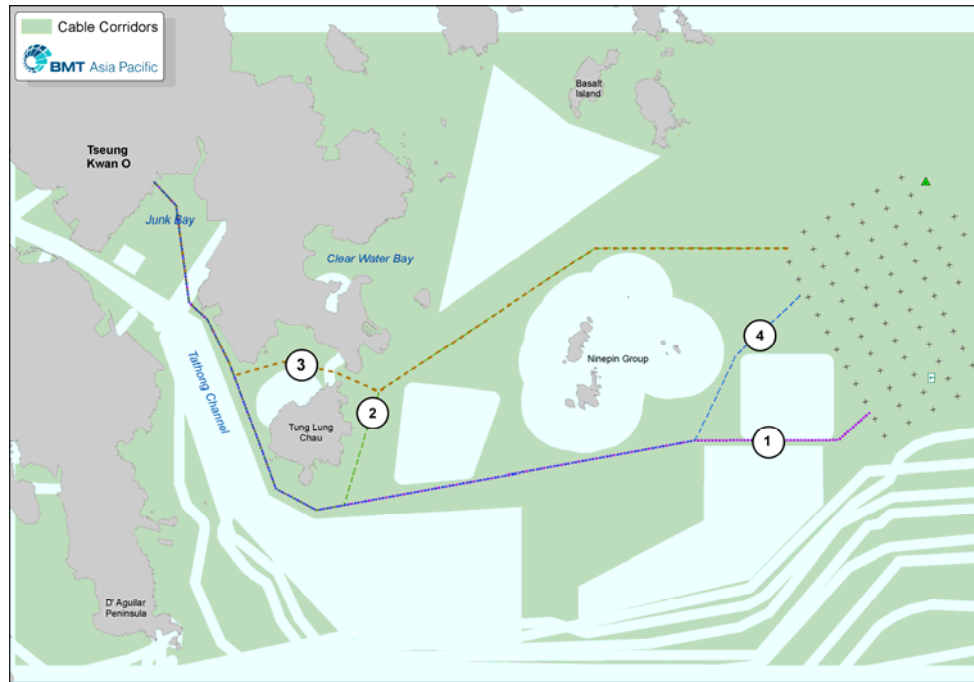 Cable Corridors
BMT Asia Pacific
Basalt
Island
Tseung
Kwan O
Junk Bay
Clear Water Bay
4
3
Ninepin Group
Tathong Channel
2
Tung Lung
Chau
1
D' Aguilar
Peninsula